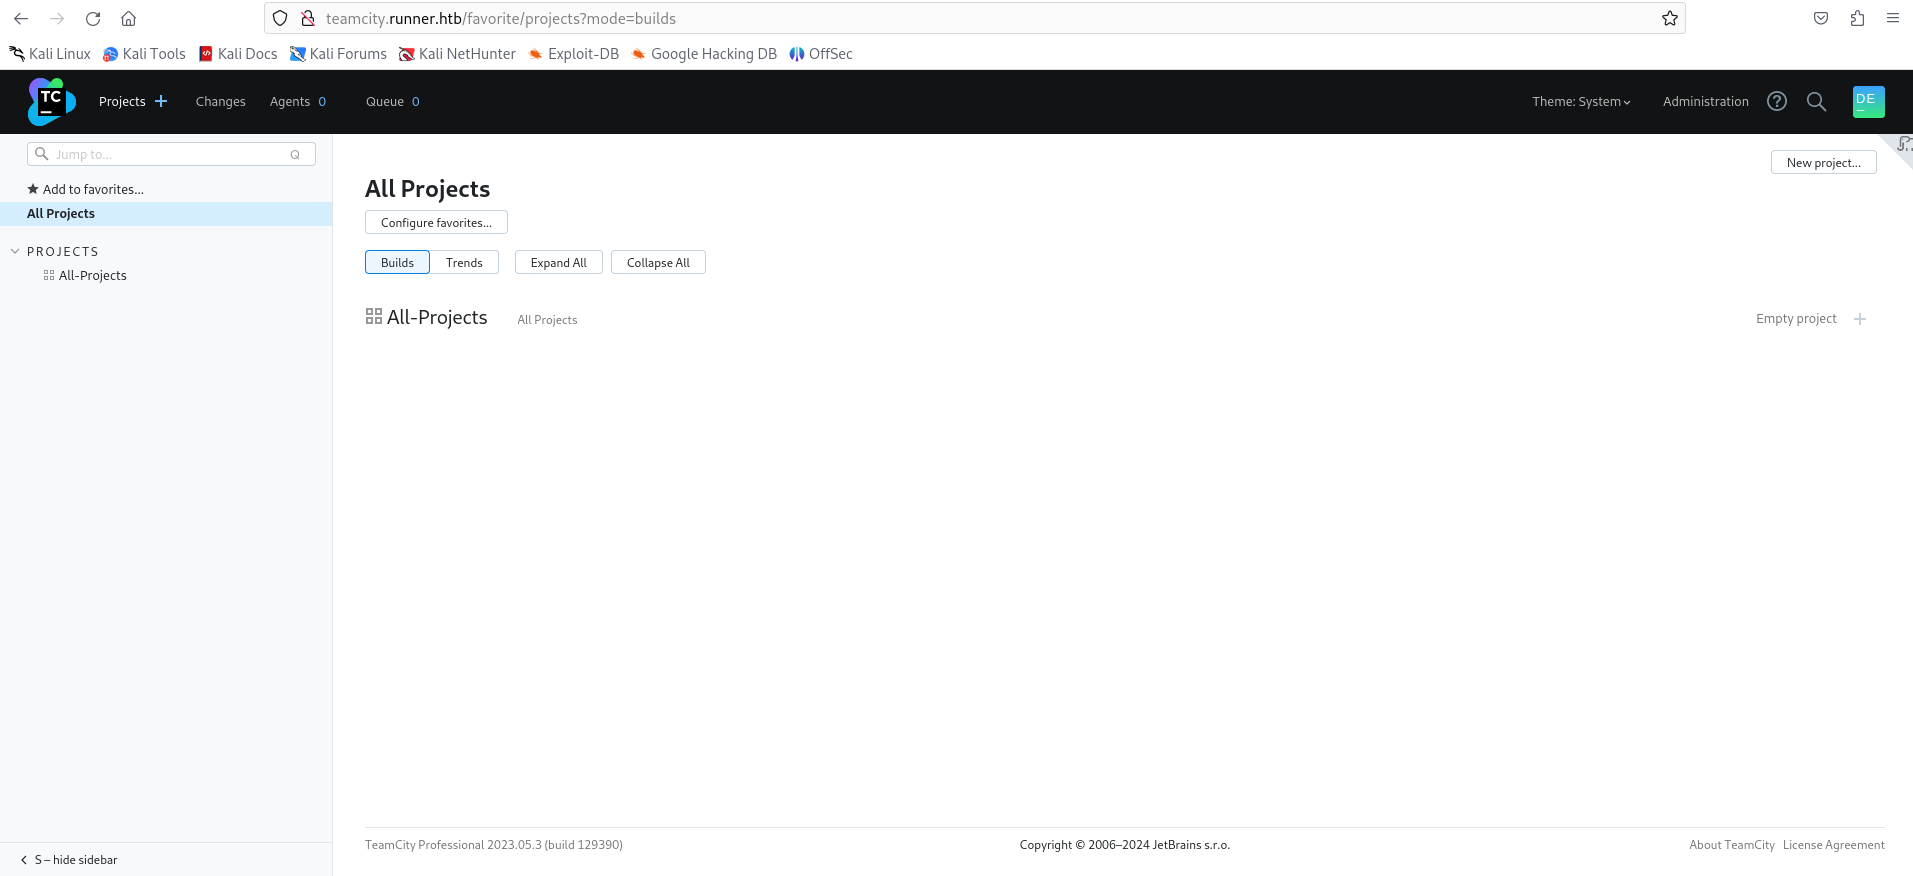 teamcity.runner.htb/favorite/projects?mode=builds
Kali Linux Kali Tools Kali Docs Kali Forums Kali NetHunter Exploit-DB Google Hacking DB OffSec
TC Projects Changes Agents 0 Queue 0 Theme: System Administration ? DE
Jump to... Q
New project...
Add to favorites...
All Projects
All Projects
Configure favorites...
PROJECTS
Builds Trends Expand All Collapse All
All-Projects
All-Projects All Projects Empty project
TeamCity Professional 2023.05.3 (build 129390) Copyright © 2006–2024 JetBrains s.r.o. About TeamCity License Agreement
S – hide sidebar